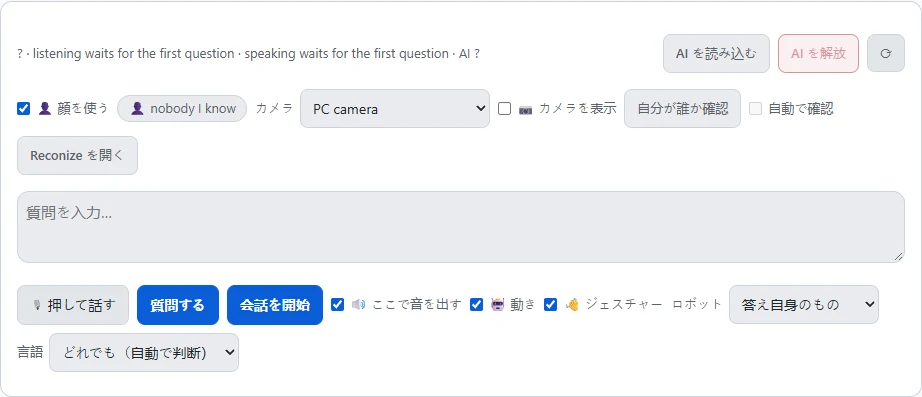 ? · listening waits for the first question · speaking waits for the first question · AI ? AI を読み込む AI を解放 ⟳
顔を使う nobody I know カメラ PC camera カメラを表示 自分が誰か確認 自動で確認
Reconize を開く
質問を入力...
押して話す 質問する 会話を開始 ここで音を出す 動き ジェスチャー ロボット 答え自身のもの
言語 どれでも（自動で判断）